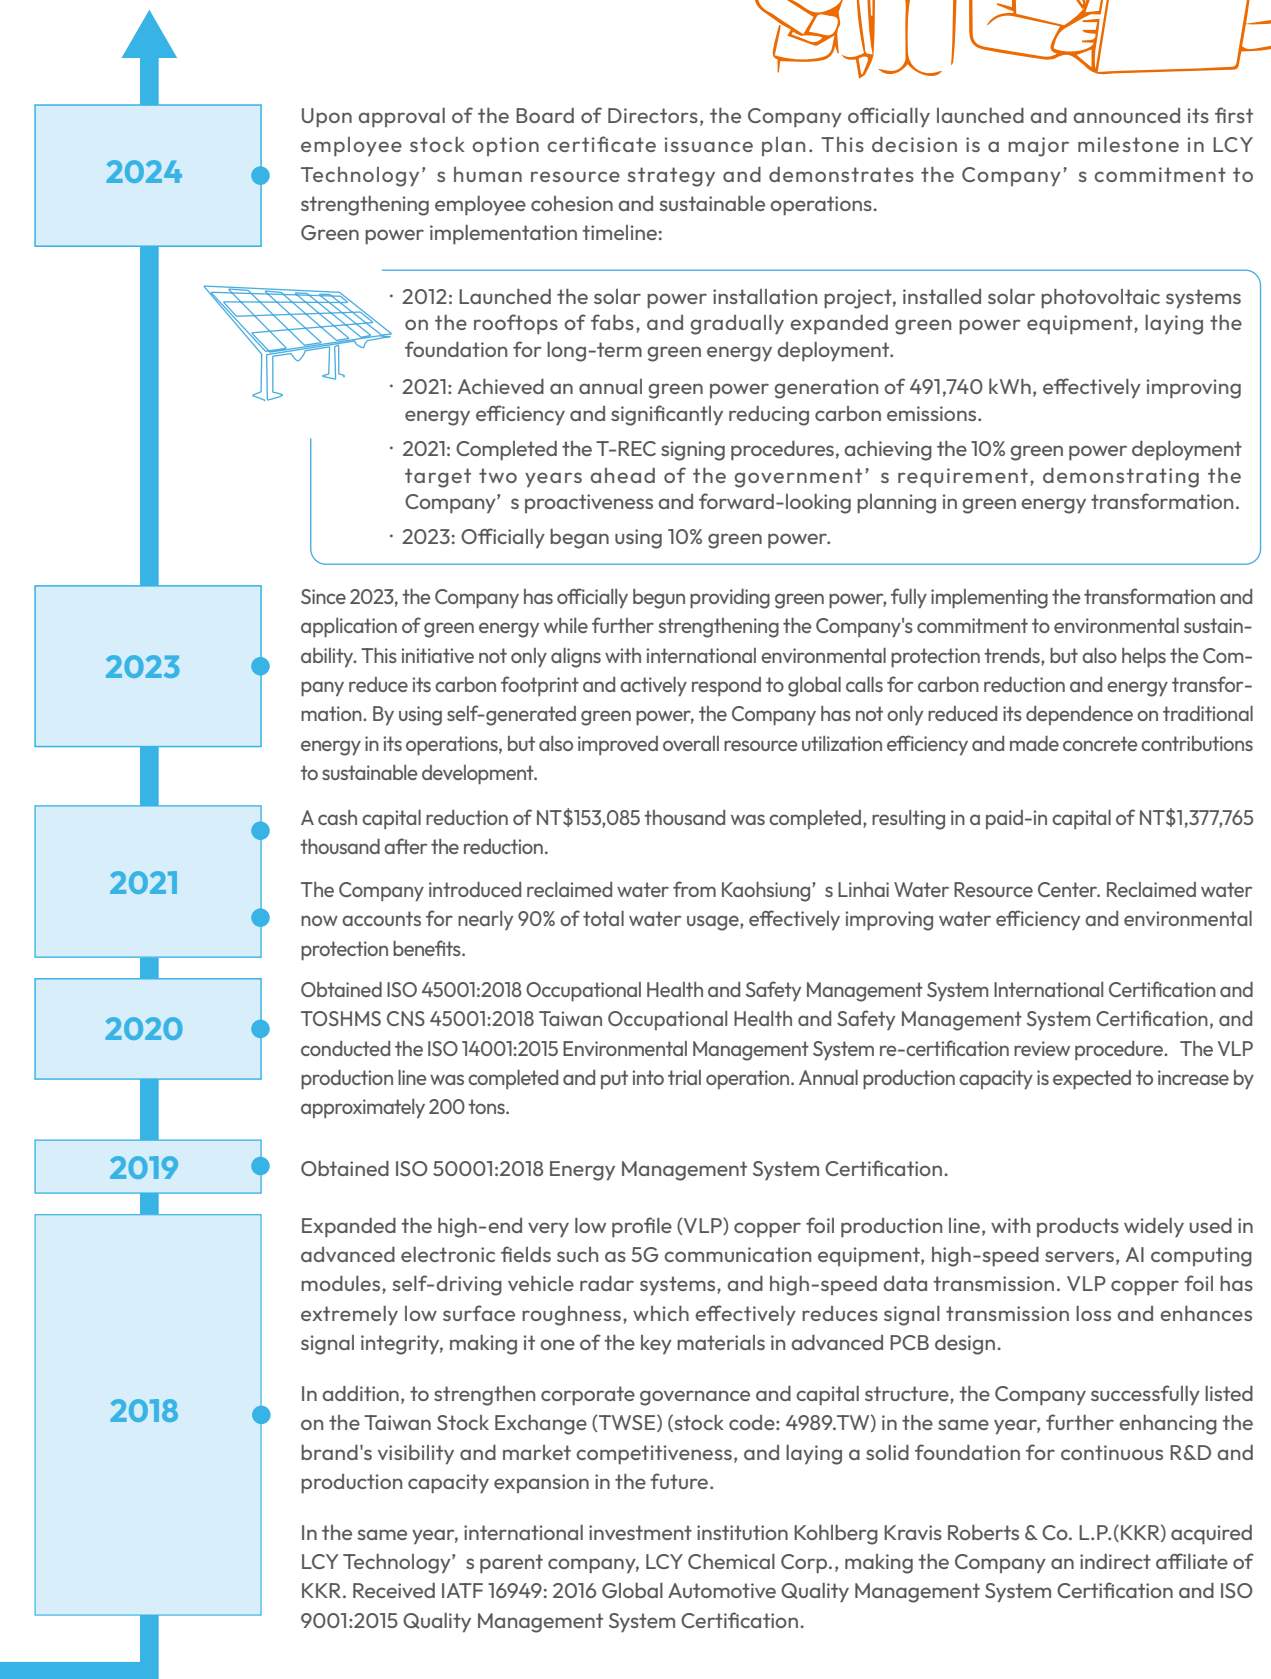 2024
Upon approval of the Board of Directors, the Company officially launched and announced its first
employee stock option certificate issuance plan. This decision is a major milestone in LCY
Technology’ s human resource strategy and demonstrates the Company’ s commitment to
strengthening employee cohesion and sustainable operations.
Green power implementation timeline:
· 2012: Launched the solar power installation project, installed solar photovoltaic systems
on the rooftops of fabs, and gradually expanded green power equipment, laying the
foundation for long-term green energy deployment.
· 2021: Achieved an annual green power generation of 491,740 kWh, effectively improving
energy efficiency and significantly reducing carbon emissions.
· 2021: Completed the T-REC signing procedures, achieving the 10% green power deployment
target two years ahead of the government’ s requirement, demonstrating the
Company’ s proactiveness and forward-looking planning in green energy transformation.
· 2023: Officially began using 10% green power.
2023
Since 2023, the Company has officially begun providing green power, fully implementing the transformation and
application of green energy while further strengthening the Company's commitment to environmental sustain-
ability. This initiative not only aligns with international environmental protection trends, but also helps the Com-
pany reduce its carbon footprint and actively respond to global calls for carbon reduction and energy transfor-
mation. By using self-generated green power, the Company has not only reduced its dependence on traditional
energy in its operations, but also improved overall resource utilization efficiency and made concrete contributions
to sustainable development.
2021
A cash capital reduction of NT$153,085 thousand was completed, resulting in a paid-in capital of NT$1,377,765
thousand after the reduction.
The Company introduced reclaimed water from Kaohsiung’ s Linhai Water Resource Center. Reclaimed water
now accounts for nearly 90% of total water usage, effectively improving water efficiency and environmental
protection benefits.
2020
Obtained ISO 45001:2018 Occupational Health and Safety Management System International Certification and
TOSHMS CNS 45001:2018 Taiwan Occupational Health and Safety Management System Certification, and
conducted the ISO 14001:2015 Environmental Management System re-certification review procedure. The VLP
production line was completed and put into trial operation. Annual production capacity is expected to increase by
approximately 200 tons.
2019
Obtained ISO 50001:2018 Energy Management System Certification.
2018
Expanded the high-end very low profile (VLP) copper foil production line, with products widely used in
advanced electronic fields such as 5G communication equipment, high-speed servers, AI computing
modules, self-driving vehicle radar systems, and high-speed data transmission. VLP copper foil has
extremely low surface roughness, which effectively reduces signal transmission loss and enhances
signal integrity, making it one of the key materials in advanced PCB design.
In addition, to strengthen corporate governance and capital structure, the Company successfully listed
on the Taiwan Stock Exchange (TWSE) (stock code: 4989.TW) in the same year, further enhancing the
brand's visibility and market competitiveness, and laying a solid foundation for continuous R&D and
production capacity expansion in the future.
In the same year, international investment institution Kohlberg Kravis Roberts & Co. L.P.(KKR) acquired
LCY Technology’ s parent company, LCY Chemical Corp., making the Company an indirect affiliate of
KKR. Received IATF 16949: 2016 Global Automotive Quality Management System Certification and ISO
9001:2015 Quality Management System Certification.